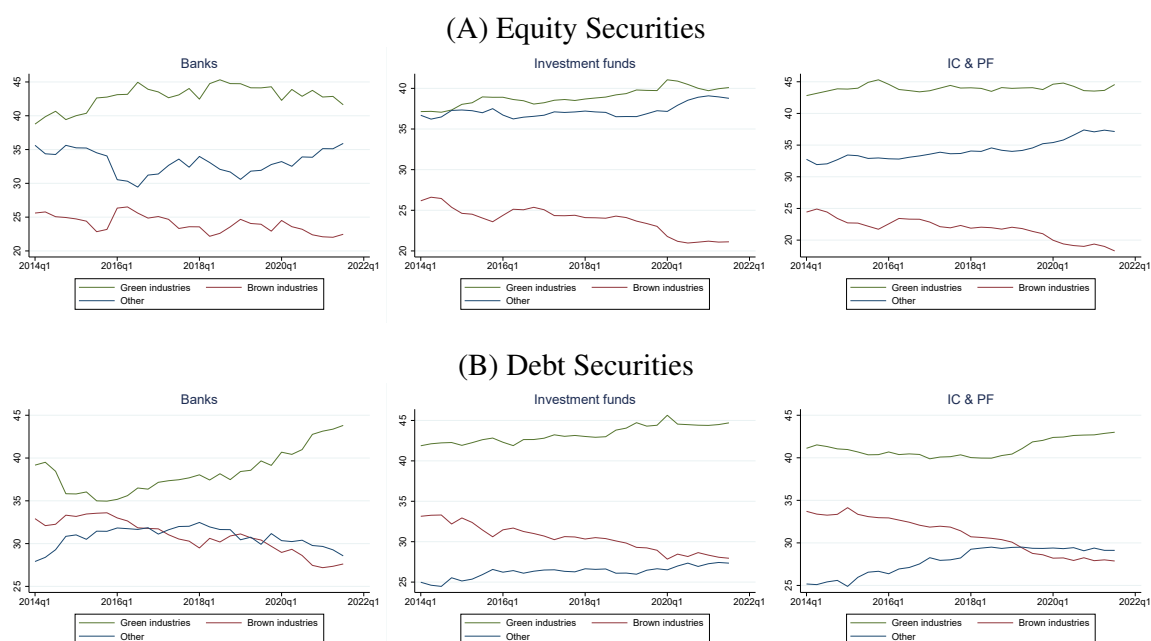 (A) Equity Securities
Banks
45
40
35
30
25
20
2014q1 2016q1 2018q1 2020q1 2022q1
Green industries Brown industries
Other
Investment funds
40
35
30
25
20
2014q1 2016q1 2018q1 2020q1 2022q1
Green industries Brown industries
Other
IC & PF
45
40
35
30
25
20
2014q1 2016q1 2018q1 2020q1 2022q1
Green industries Brown industries
Other
(B) Debt Securities
Banks
45
40
35
30
25
2014q1 2016q1 2018q1 2020q1 2022q1
Green industries Brown industries
Other
Investment funds
45
40
35
30
25
2014q1 2016q1 2018q1 2020q1 2022q1
Green industries Brown industries
Other
IC & PF
45
40
35
30
25
2014q1 2016q1 2018q1 2020q1 2022q1
Green industries Brown industries
Other